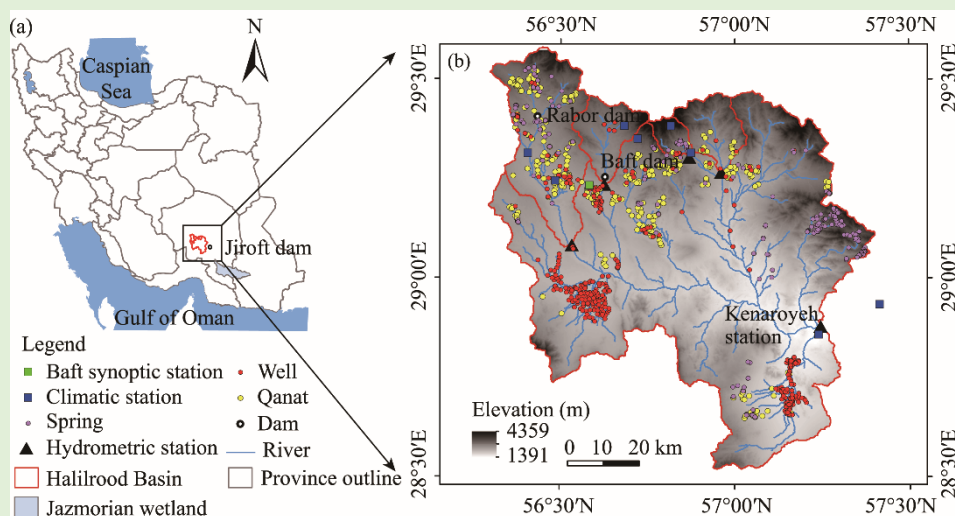 (a)
N
Caspian
Sea
Jiroft dam
Gulf of Oman
Legend
Baft synoptic station
Climatic station
Spring
Hydrometric station
Halilrood Basin
Jazmorian wetland
Well
Qanat
Dam
River
Province outline
56°30′E 57°00′E 57°30′E
(b)
29°30′E
29°00′E
28°30′E
Rabor dam
Baft dam
Kenaroyeh
station
Elevation (m)
4359
1391
0 10 20 km
29°30′E
29°00′E
28°30′E
56°30′E 57°00′E 57°30′E